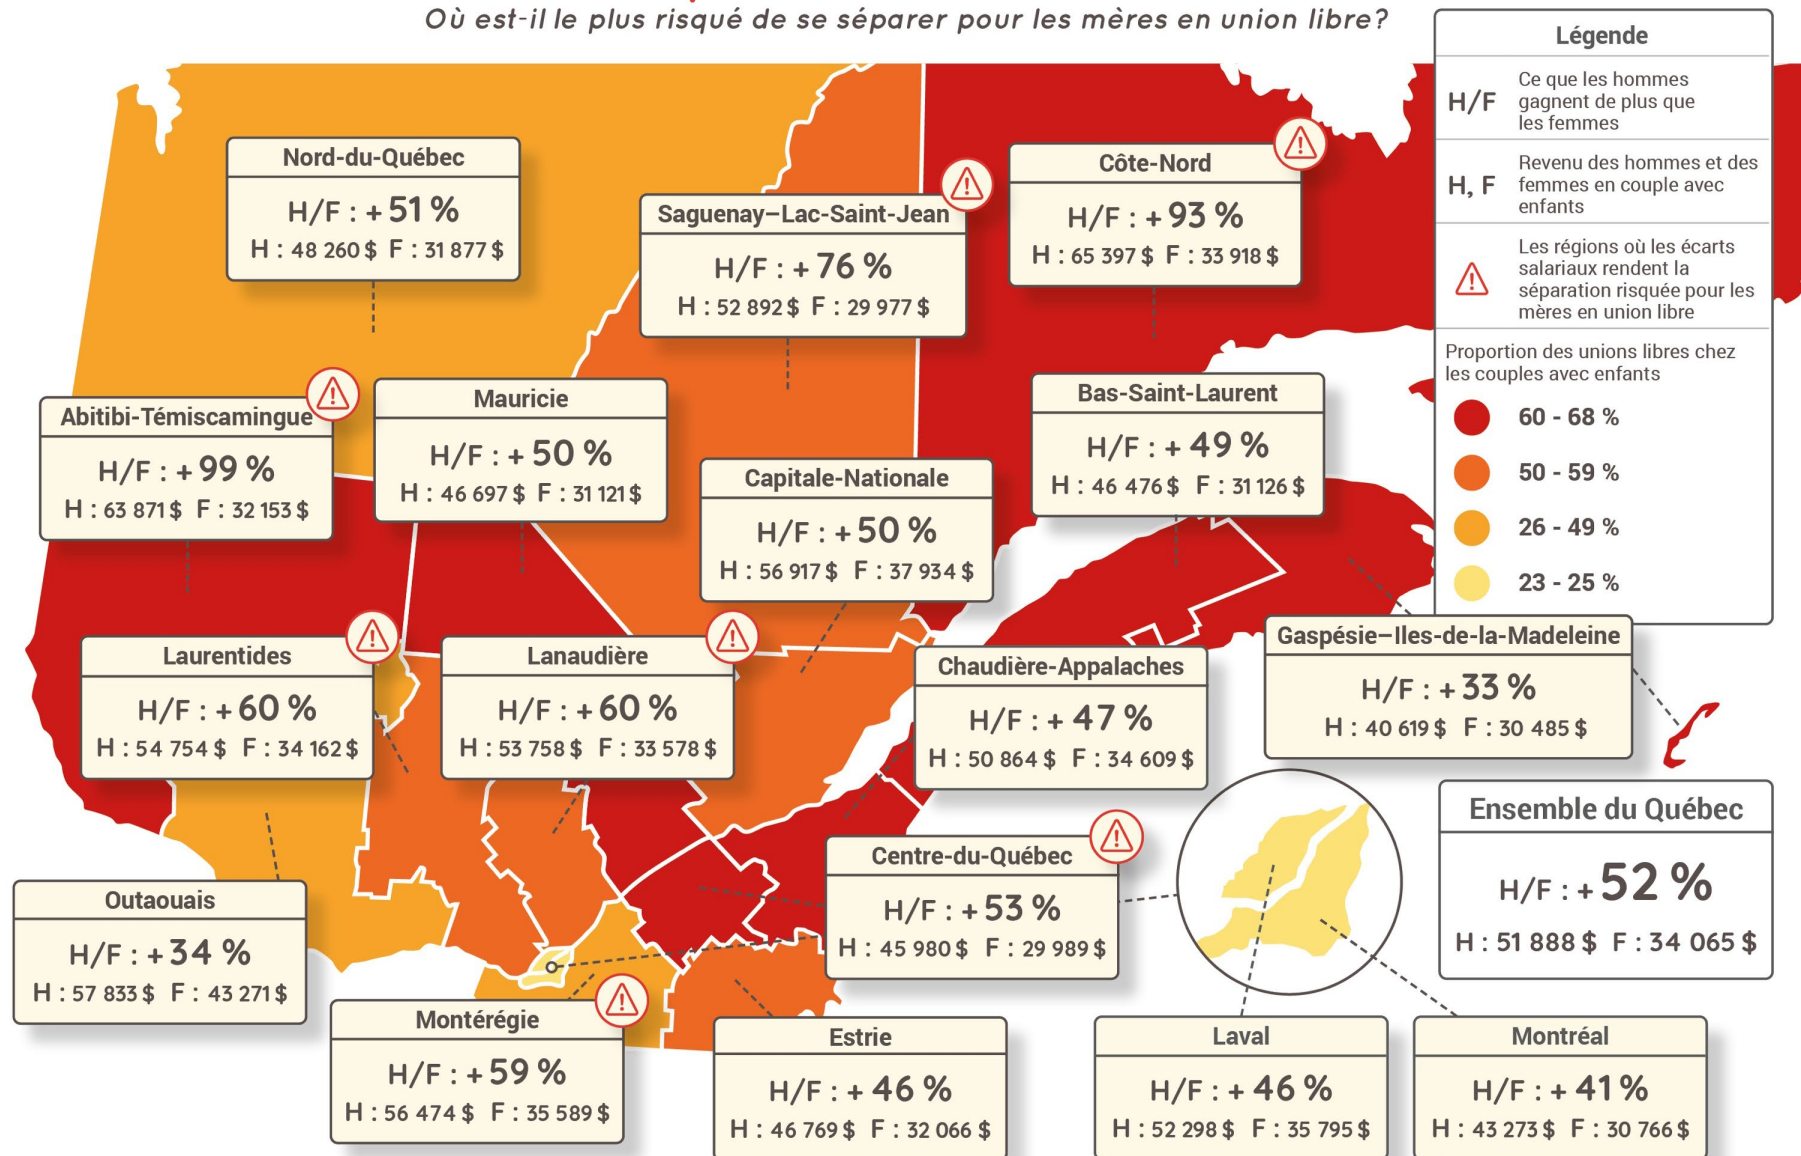 Où est-il le plus risqué de se séparer pour les mères en union libre?
Légende
H/F
Ce que les hommes
gagnent de plus que
les femmes
H, F
Revenu des hommes et des
femmes en couple avec
enfants
Les régions où les écarts
salariaux rendent la
séparation risquée pour les
mères en union libre
Proportion des unions libres chez
les couples avec enfants
60 - 68 %
50 - 59 %
26 - 49 %
23 - 25 %
Nord-du-Québec
H/F : + 51 %
H : 48 260 $ F : 31 877 $
Saguenay–Lac-Saint-Jean
H/F : + 76 %
H : 52 892 $ F : 29 977 $
Côte-Nord
H/F : + 93 %
H : 65 397 $ F : 33 918 $
Abitibi-Témiscamingue
H/F : + 99 %
H : 63 871 $ F : 32 153 $
Mauricie
H/F : + 50 %
H : 46 697 $ F : 31 121 $
Capitale-Nationale
H/F : + 50 %
H : 56 917 $ F : 37 934 $
Bas-Saint-Laurent
H/F : + 49 %
H : 46 476 $ F : 31 126 $
Laurentides
H/F : + 60 %
H : 54 754 $ F : 34 162 $
Lanaudière
H/F : + 60 %
H : 53 758 $ F : 33 578 $
Chaudière-Appalaches
H/F : + 47 %
H : 50 864 $ F : 34 609 $
Gaspésie–Iles-de-la-Madeleine
H/F : + 33 %
H : 40 619 $ F : 30 485 $
Outaouais
H/F : + 34 %
H : 57 833 $ F : 43 271 $
Centre-du-Québec
H/F : + 53 %
H : 45 980 $ F : 29 989 $
Ensemble du Québec
H/F : + 52 %
H : 51 888 $ F : 34 065 $
Montérégie
H/F : + 59 %
H : 56 474 $ F : 35 589 $
Estrie
H/F : + 46 %
H : 46 769 $ F : 32 066 $
Laval
H/F : + 46 %
H : 52 298 $ F : 35 795 $
Montréal
H/F : + 41 %
H : 43 273 $ F : 30 766 $